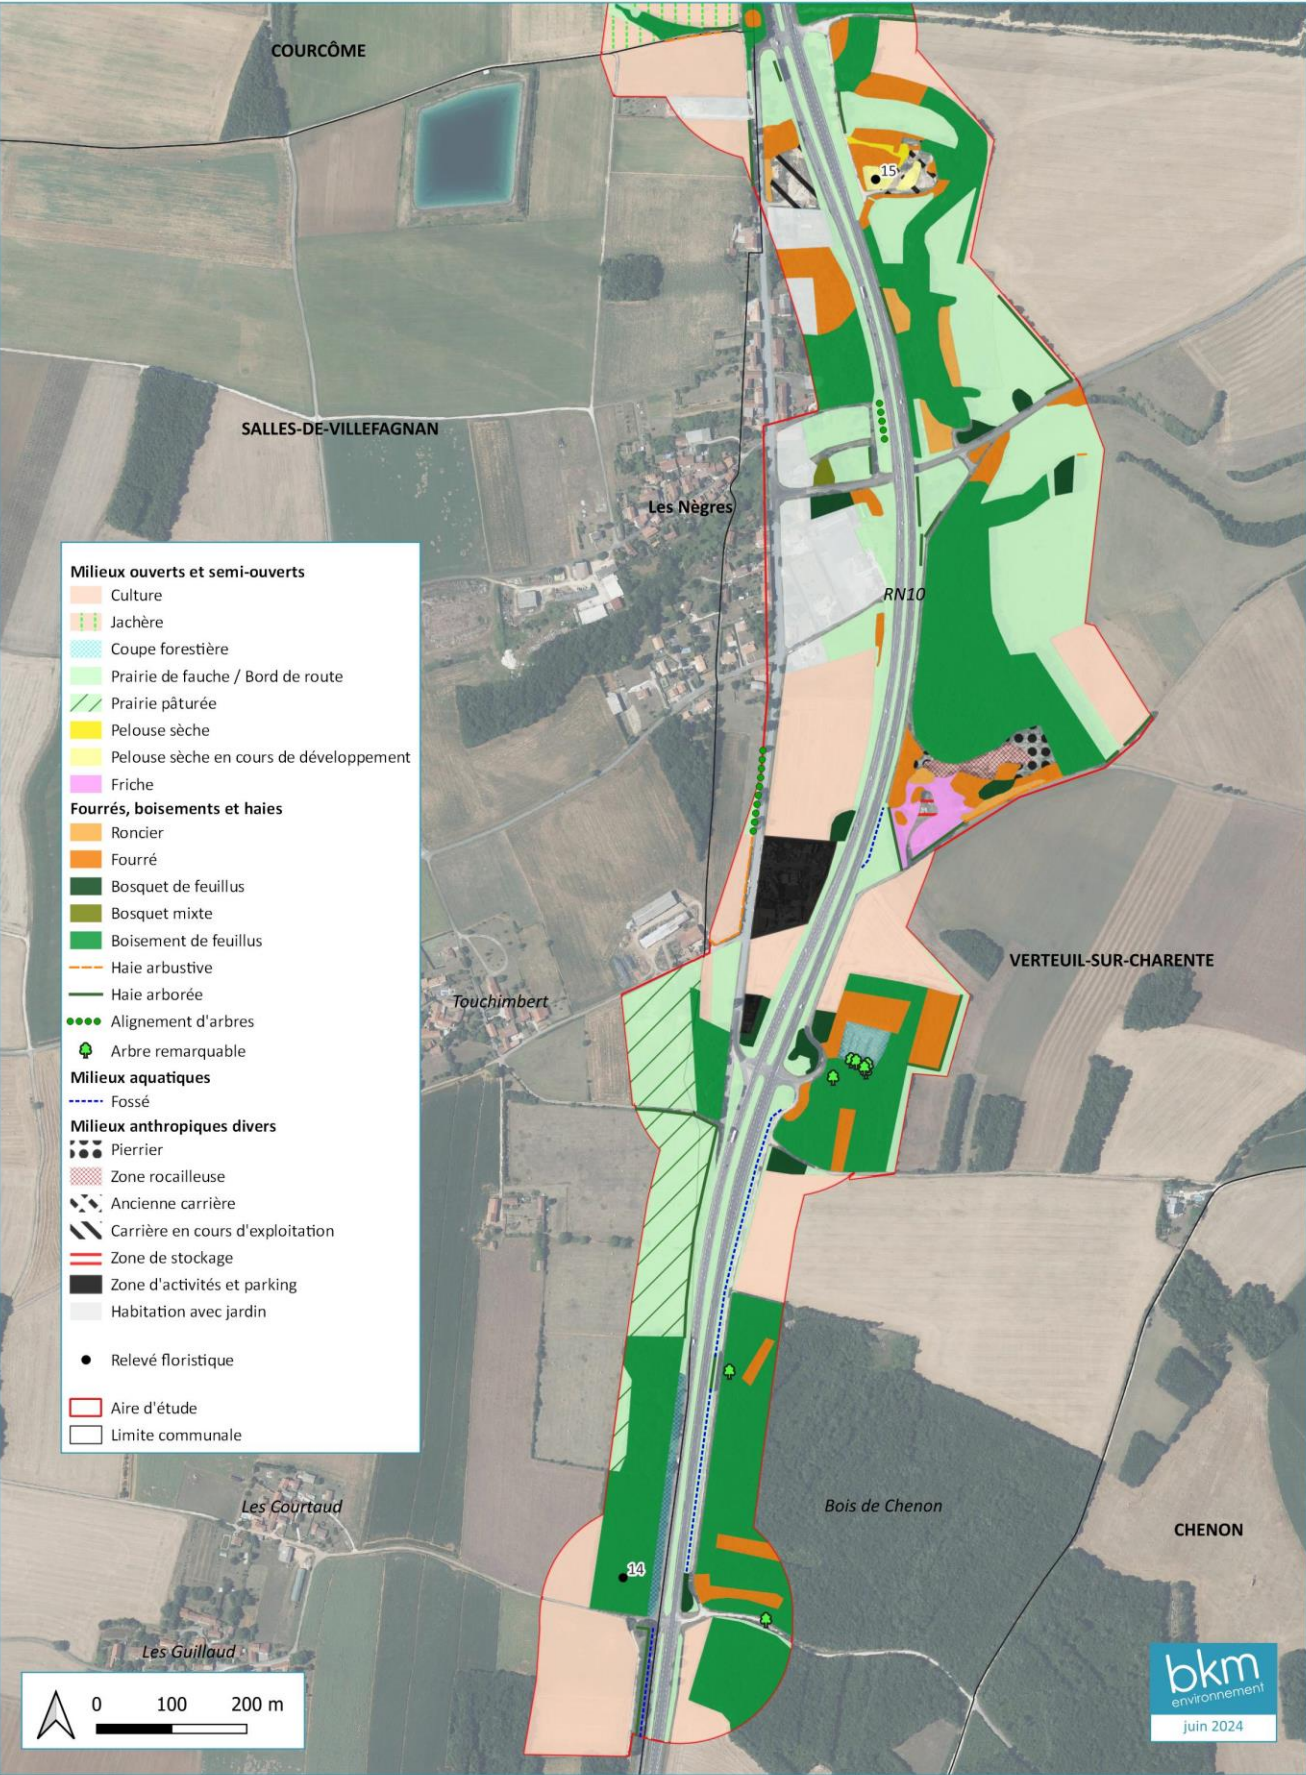 COURCÔME
15
SALLES-DE-VILLEFAGNAN
Les Nègres
RN10
Milieux ouverts et semi-ouverts
Culture
Jachère
Coupe forestière
Prairie de fauche / Bord de route
Prairie pâturée
Pelouse sèche
Pelouse sèche en cours de développement
Friche
Fourrés, boisements et haies
Roncier
Fourré
Bosquet de feuillus
Bosquet mixte
Boisement de feuillus
Haie arbustive
Haie arborée
Alignement d'arbres
Arbre remarquable
Milieux aquatiques
Fossé
Milieux anthropiques divers
Pierrier
Zone rocailleuse
Ancienne carrière
Carrière en cours d'exploitation
Zone de stockage
Zone d'activités et parking
Habitation avec jardin
Relevé floristique
Aire d'étude
Limite communale
VERTEUIL-SUR-CHARENTE
Touchimbert
Les Courtaud
Bois de Chenon
CHENON
14
Les Guillaud
0 100 200 m
bkm
environnement
juin 2024